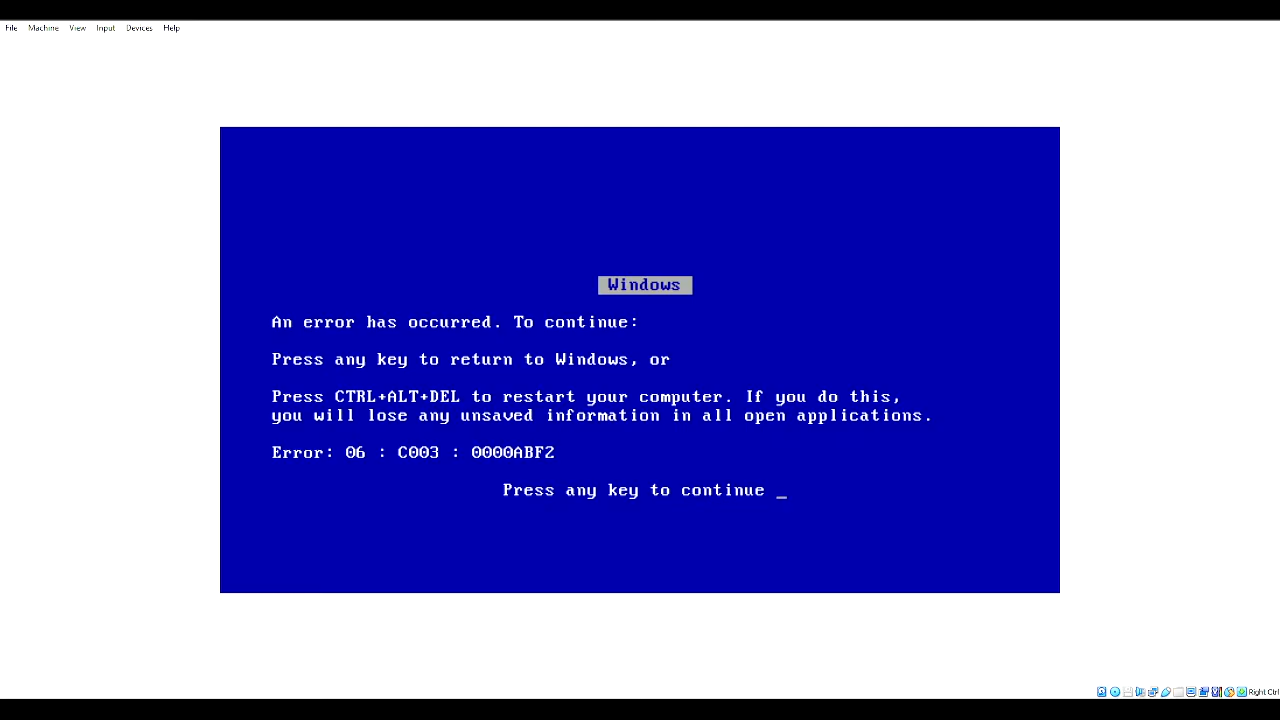 File Machine View Input Devices Help
Windows
An error has occurred. To continue:
Press any key to return to Windows, or
Press CTRL+ALT+DEL to restart your computer. If you do this,
you will lose any unsaved information in all open applications.
Error: 06 : C003 : 0000ABF2
Press any key to continue _
Right Ctrl